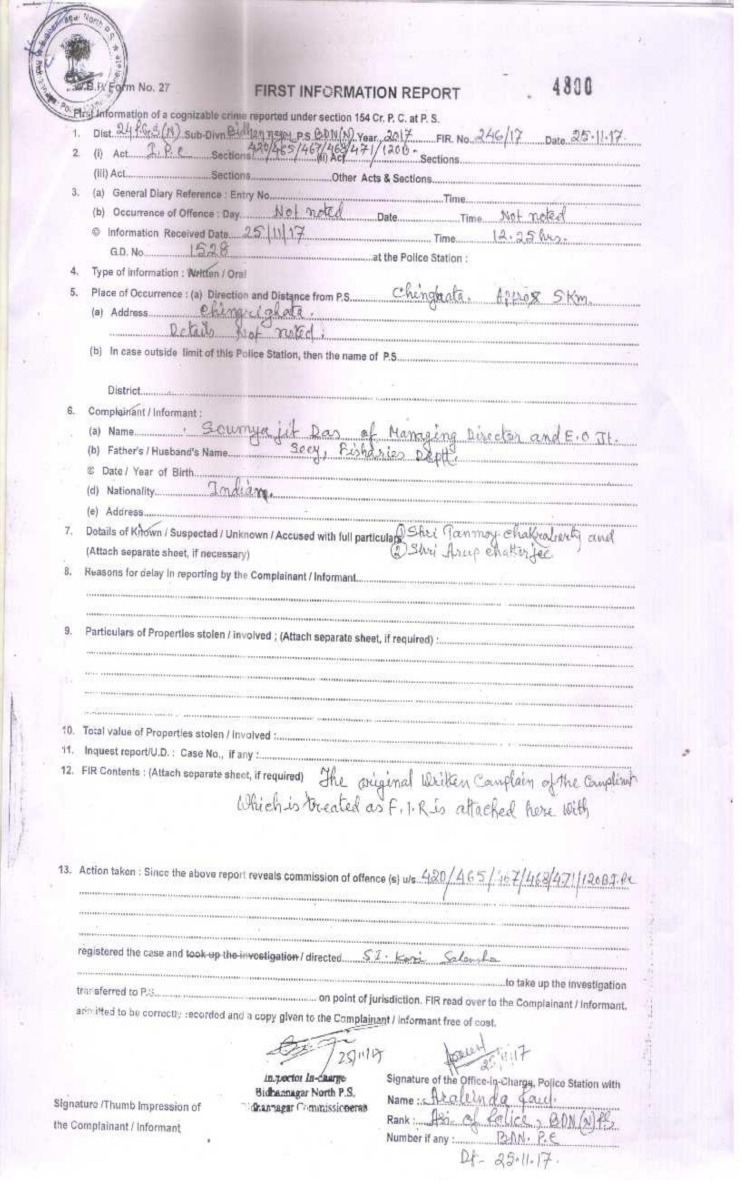 W.B.P. Form No. 27
FIRST INFORMATION REPORT
4800
First Information of a cognizable crime reported under section 154 Cr. P. C. at P. S.
1. Dist. 24 PGS (N) Sub-Divn. Bidhannagar P.S BDN(N) Year 2017 FIR. No. 246/17 Date 25.11.17.
2. (i) Act I.P.C Sections 420/465/467/468/471/120B. (ii) Act Sections
(iii) Act Sections Other Acts & Sections
3. (a) General Diary Reference : Entry No. Time
(b) Occurrence of Offence : Day Not noted Date Time Not noted
© Information Received Date 25/11/17 Time 12.25 hrs.
G.D. No. 1528 at the Police Station :
4. Type of information : Written / Oral
5. Place of Occurrence : (a) Direction and Distance from P.S. Approx 5 Km.
(a) Address Chingrighata.
Details Not noted.
(b) In case outside limit of this Police Station, then the name of P.S.
District
6. Complainant / Informant :
(a) Name Soumyajit Das of Managing Director and E.O Jt.
(b) Father's / Husband's Name Secy, Fisharies Deptt.
© Date / Year of Birth
(d) Nationality Indian.
(e) Address
7. Details of Known / Suspected / Unknown / Accused with full particulars ① Shri Tanmoy Chakraborty and
(Attach separate sheet, if necessary) ② Shri Arup Chatterjee
8. Reasons for delay in reporting by the Complainant / Informant
9. Particulars of Properties stolen / involved ; (Attach separate sheet, if required) :
10. Total value of Properties stolen / involved :
11. Inquest report/U.D. : Case No., if any :
12. FIR Contents : (Attach separate sheet, if required) The original Written Complain of the Complint
Which is treated as F.I.R is attached here with
13. Action taken : Since the above report reveals commission of offence (s) u/s. 420/465/467/468/471/120B I.PC
registered the case and took up the investigation / directed S.I.
to take up the investigation
transferred to P.S. on point of jurisdiction. FIR read over to the Complainant / Informant,
admitted to be correctly recorded and a copy given to the Complainant / Informant free of cost.
25/11/17
25.11.17
Inspector In-charge
Bidhannagar North P.S.
Bidhannagar Commissionerate
Signature of the Office-in-Charge, Police Station with
Name :
Rank : of Police, BDN(N) PS
Number if any : BDN. P.C
Dt- 25.11.17.
Signature /Thumb Impression of
the Complainant / Informant